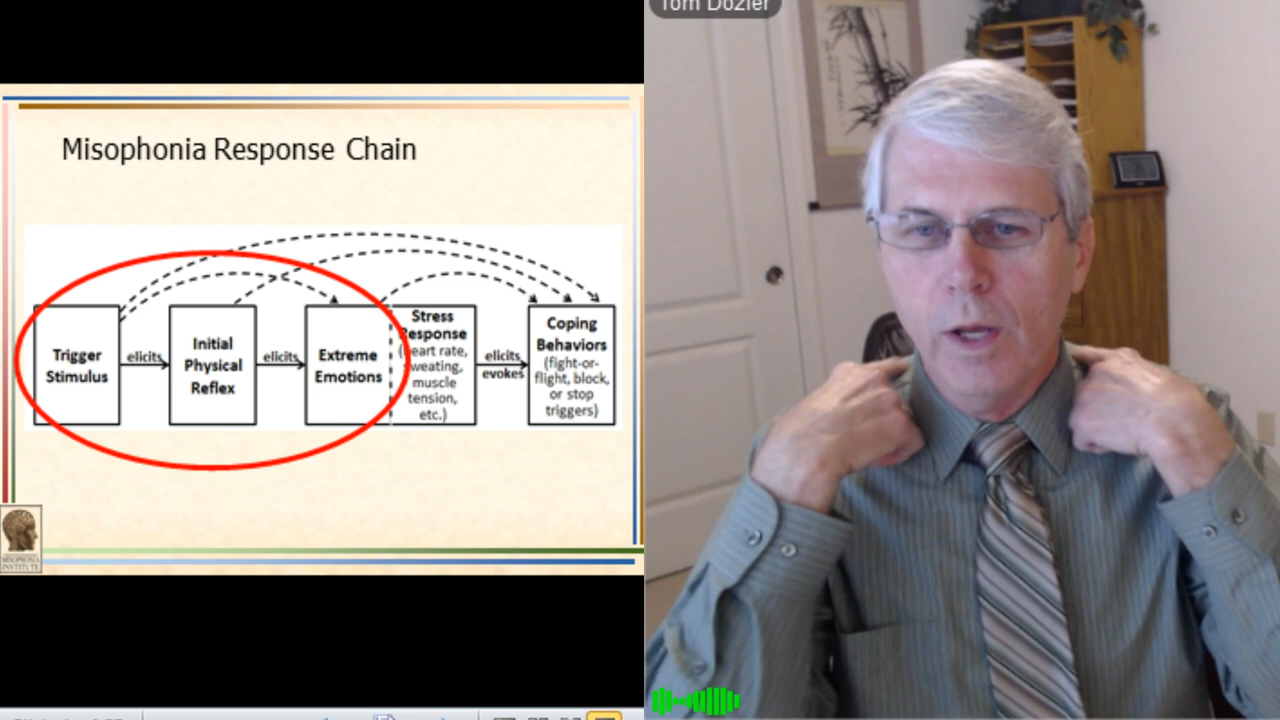 Tom Dozier
Misophonia Response Chain
Trigger
Stimulus
elicits
Initial
Physical
Reflex
elicits
Extreme
Emotions
Stress
Response
(heart rate,
sweating,
muscle
tension,
etc.)
elicits
evokes
Coping
Behaviors
(fight-or-
flight, block,
or stop
triggers)
MISOPHONIA
INSTITUTE